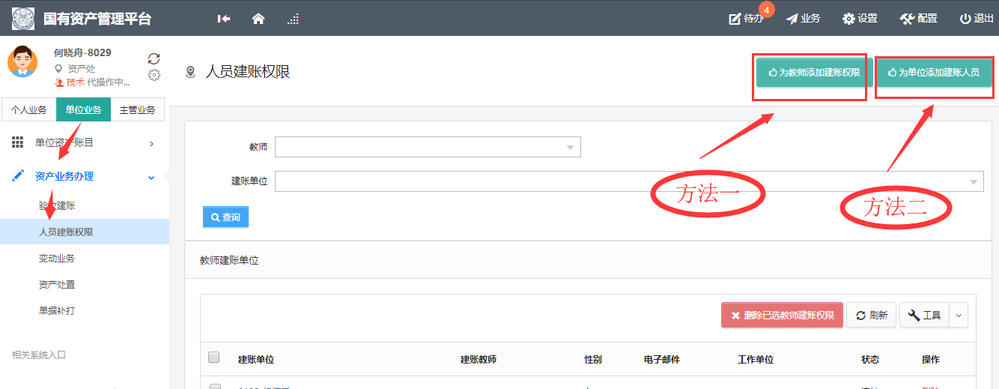 国有资产管理平台
待办
4
业务
设置
配置
退出
何晓舟-8029
资产处
技术 代操作中...
个人业务
单位业务
主管业务
单位资产账目
资产业务办理
验收建账
人员建账权限
变动业务
资产处置
单据补打
相关系统入口
人员建账权限
为教师添加建账权限
为单位添加建账人员
教师
建账单位
方法一
方法二
查询
教师建账单位
删除已选教师建账权限
刷新
工具
建账单位
建账教师
性别
电子邮件
工作单位
状态
操作